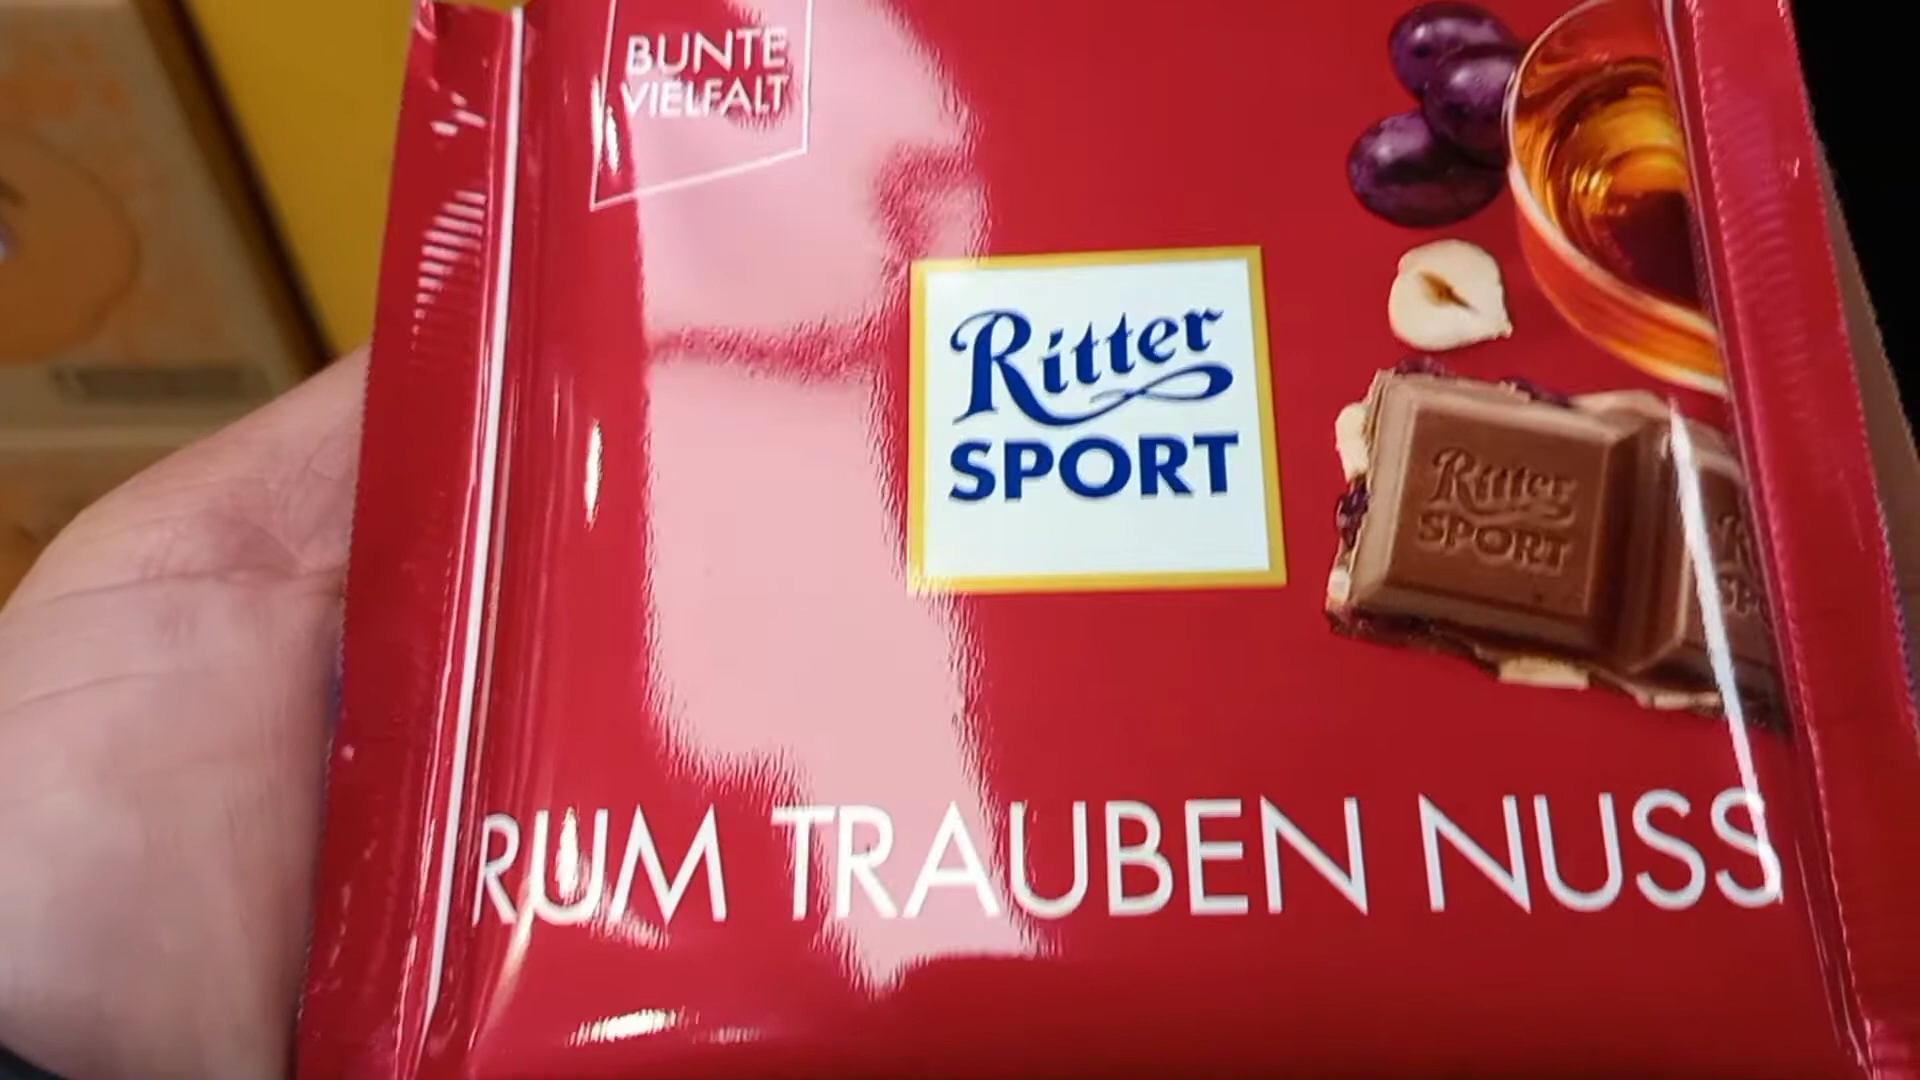 BUNTE
VIELFALT
Ritter
SPORT
Ritter
SPORT
RUM TRAUBEN NUSS